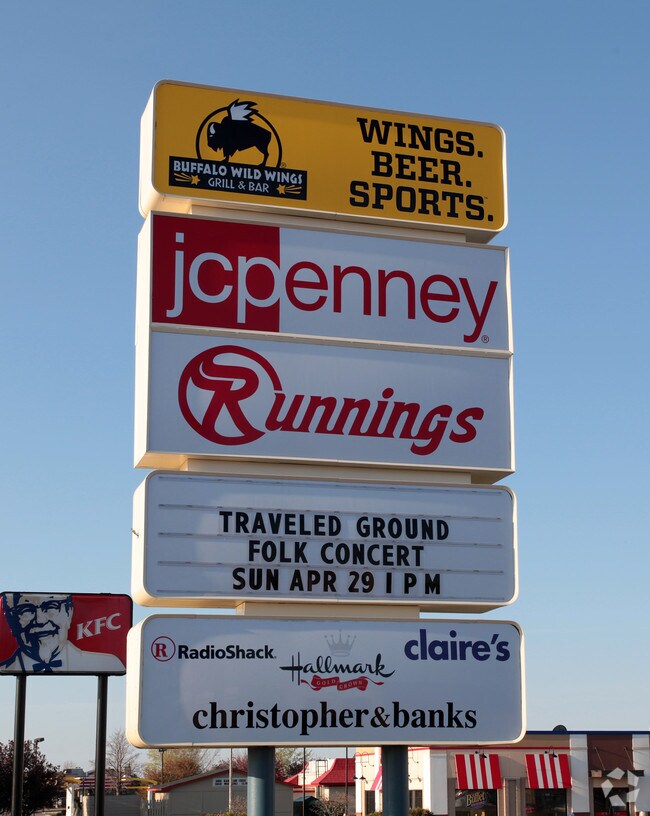 WINGS.
BEER.
SPORTS.
BUFFALO WILD WINGS
GRILL & BAR
jcpenney®
Runnings
TRAVELED GROUND
FOLK CONCERT
SUN APR 29 1 PM
KFC
R RadioShack.
Hallmark
GOLD CROWN
claire's
christopher&banks
Buffet